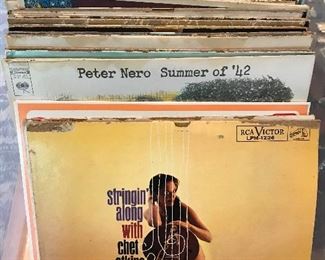 Peter Nero Summer of '42
RCA VICTOR
LPM-1236
stringin'
along
with
chet
atkins